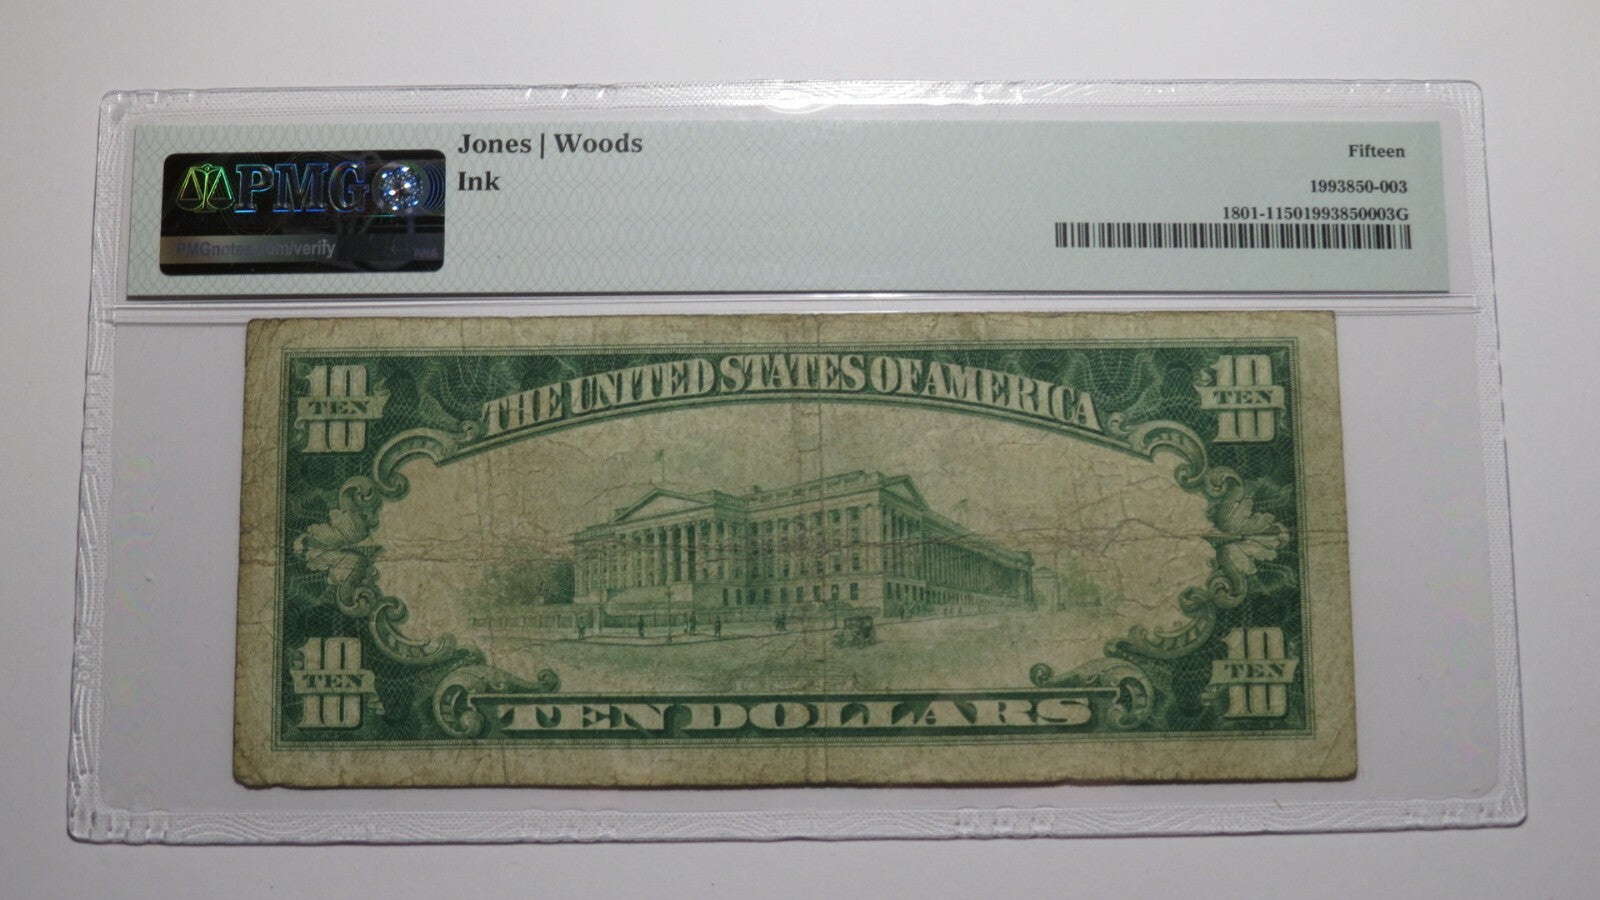 Jones | Woods
Ink
Fifteen
1993850-003
1801-11501993850003G
PMG
PMGnotes.com/verify
10 TEN 10
THE UNITED STATES OF AMERICA
10 TEN 10
10 TEN 10
TEN DOLLARS
10 TEN 10